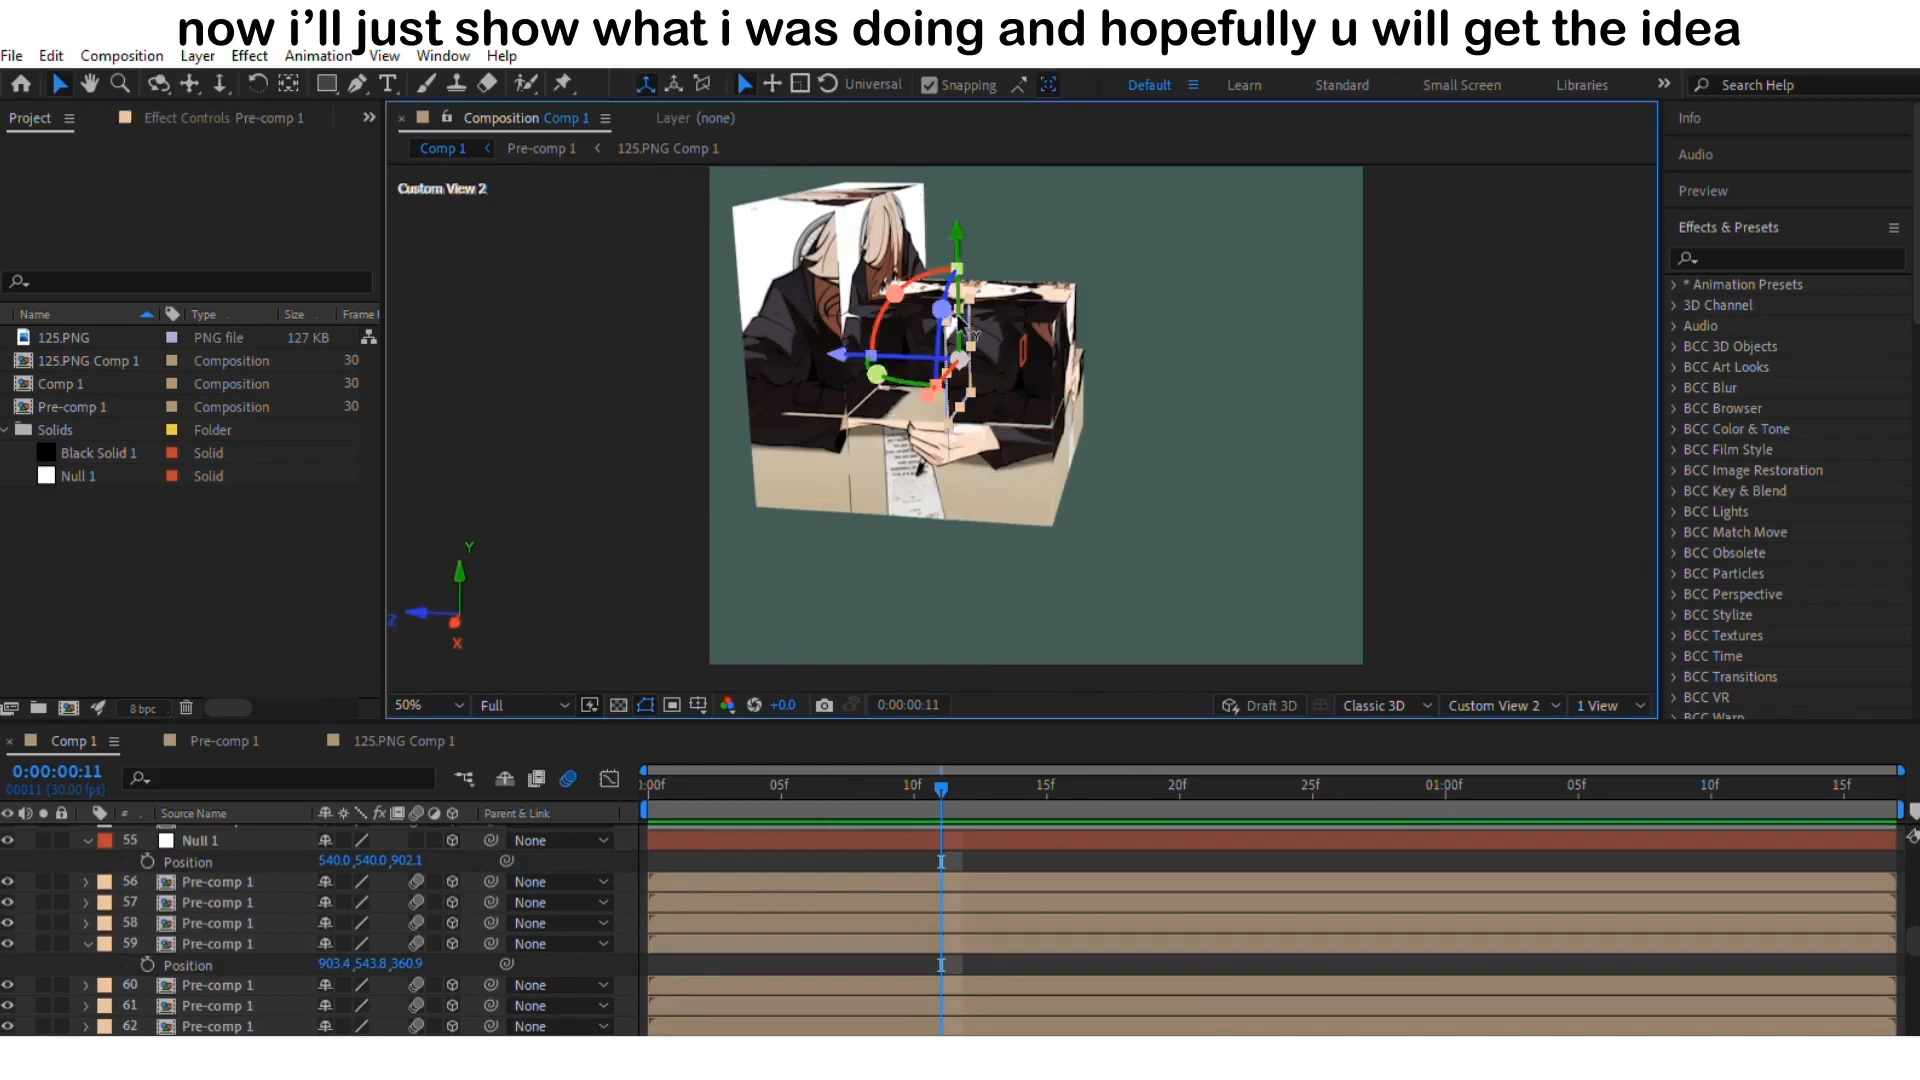 now i'll just show what i was doing and hopefully u will get the idea
File Edit Composition Layer Effect Animation View Window Help
Universal Snapping Default Learn Standard Small Screen Libraries Search Help
Project Effect Controls Pre-comp 1
Composition Comp 1 Layer (none)
Comp 1 Pre-comp 1 125.PNG Comp 1
Custom View 2
Info
Audio
Preview
Effects & Presets
* Animation Presets
3D Channel
Audio
BCC 3D Objects
BCC Art Looks
BCC Blur
BCC Browser
BCC Color & Tone
BCC Film Style
BCC Image Restoration
BCC Key & Blend
BCC Lights
BCC Match Move
BCC Obsolete
BCC Particles
BCC Perspective
BCC Stylize
BCC Textures
BCC Time
BCC Transitions
BCC VR
BCC Warp
Name Type Size Frame
125.PNG PNG file 127 KB
125.PNG Comp 1 Composition 30
Comp 1 Composition 30
Pre-comp 1 Composition 30
Solids Folder
Black Solid 1 Solid
Null 1 Solid
Y
Z
X
8 bpc
50% Full +0.0 0:00:00:11 Draft 3D Classic 3D Custom View 2 1 View
Comp 1 Pre-comp 1 125.PNG Comp 1
0:00:00:11
00011 (30.00 fps)
:00f 05f 10f 15f 20f 25f 01:00f 05f 10f 15f
# Source Name fx Parent & Link
55 Null 1 None
Position 540.0,540.0,902.1
56 Pre-comp 1 None
57 Pre-comp 1 None
58 Pre-comp 1 None
59 Pre-comp 1 None
Position 903.4,543.8,360.9
60 Pre-comp 1 None
61 Pre-comp 1 None
62 Pre-comp 1 None